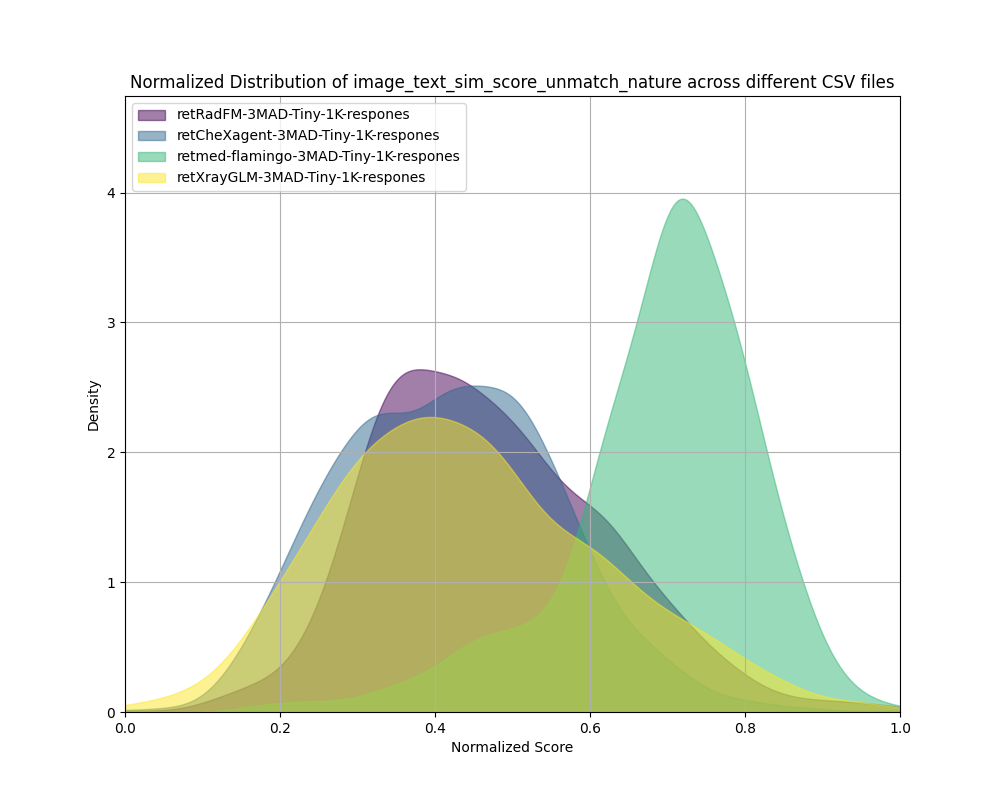 Normalized Distribution of image_text_sim_score_unmatch_nature across different CSV files
retRadFM-3MAD-Tiny-1K-respones
retCheXagent-3MAD-Tiny-1K-respones
retmed-flamingo-3MAD-Tiny-1K-respones
retXrayGLM-3MAD-Tiny-1K-respones
4
3
2
1
0
Density
0.0 0.2 0.4 0.6 0.8 1.0
Normalized Score